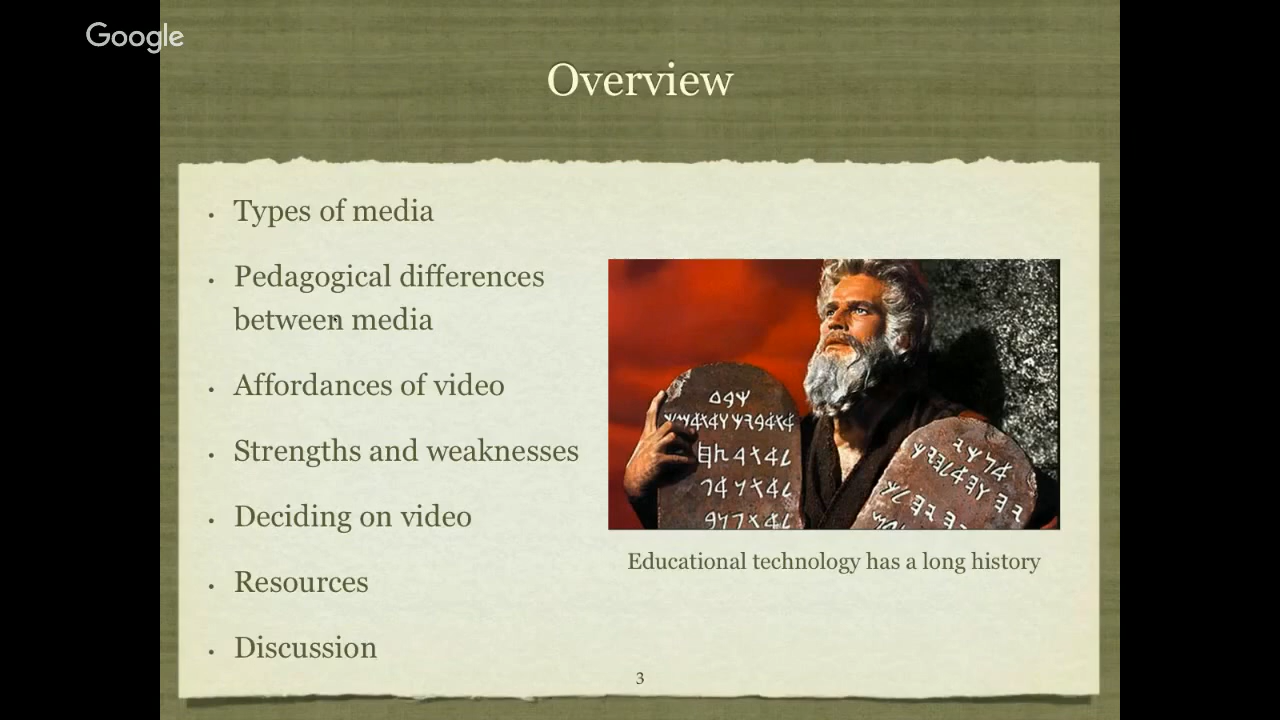 Google
Overview
• Types of media
• Pedagogical differences
between media
• Affordances of video
• Strengths and weaknesses
• Deciding on video
• Resources
• Discussion
Educational technology has a long history
3